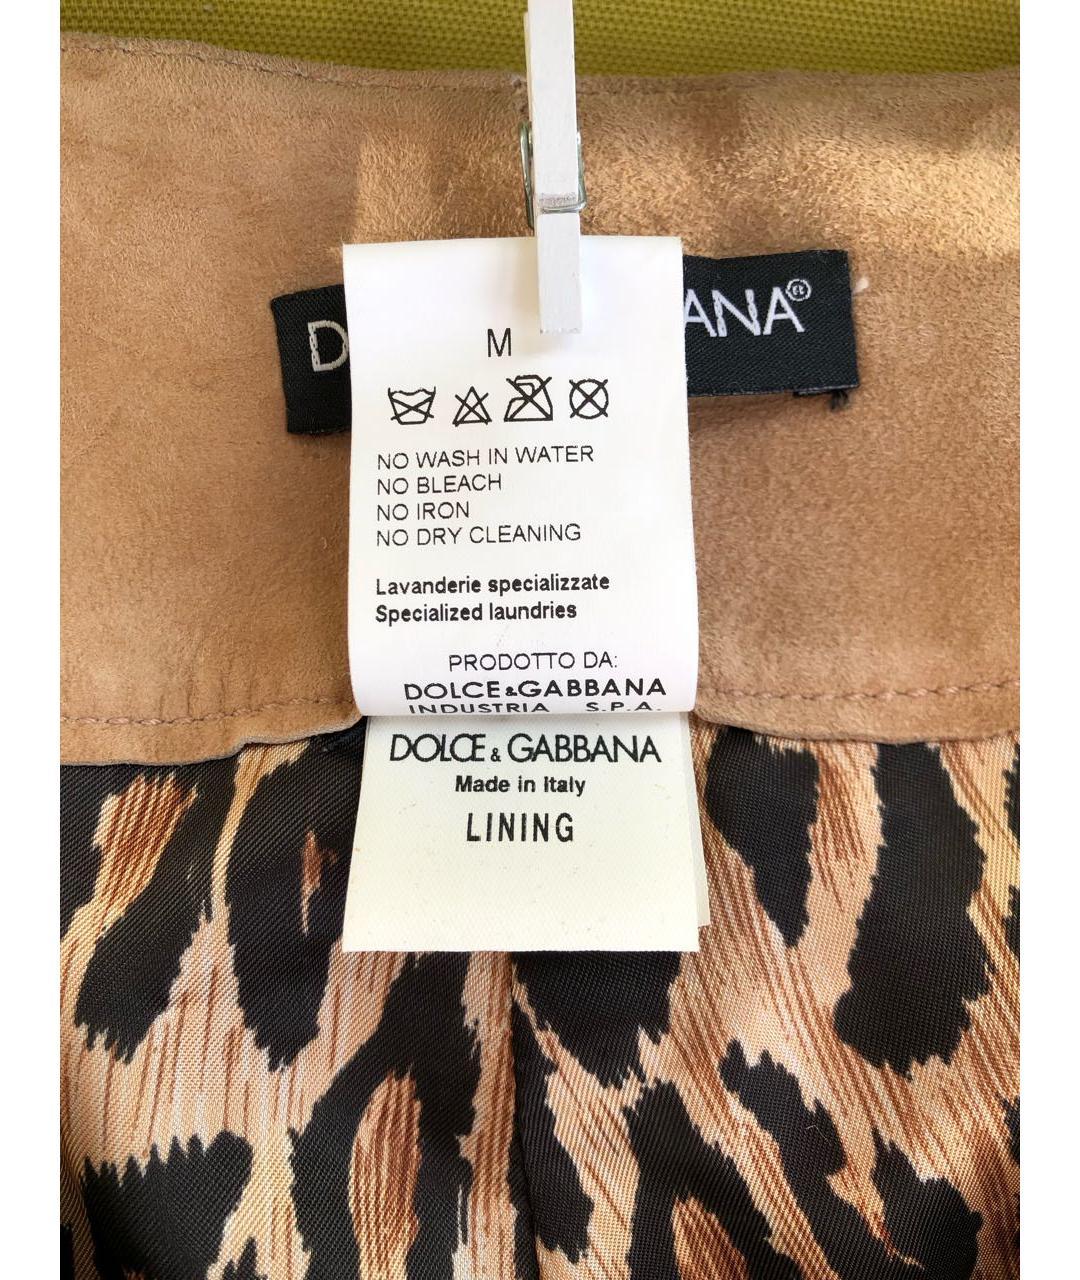 ANA®
M
NO WASH IN WATER
NO BLEACH
NO IRON
NO DRY CLEANING
Lavanderie specializzate
Specialized laundries
PRODOTTO DA:
DOLCE&GABBANA
INDUSTRIA S.P.A.
DOLCE & GABBANA
Made in Italy
LINING